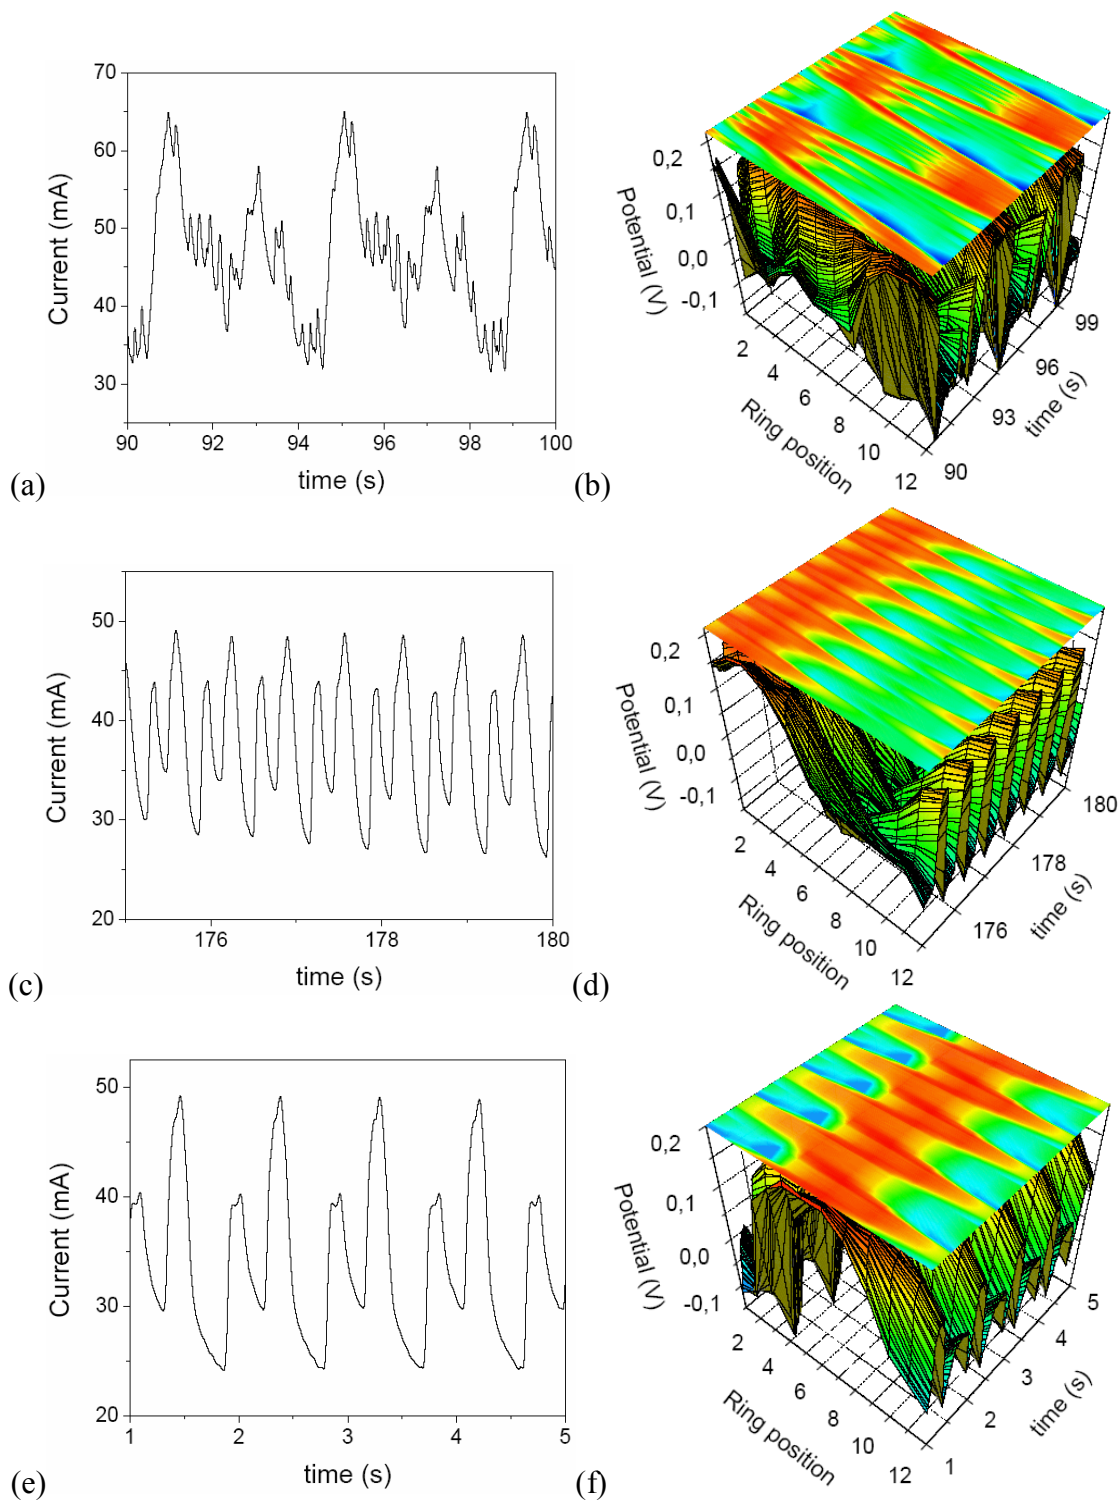 70
60
50
40
30
Current (mA)
90 92 94 96 98 100
time (s)
(a)
0,2
0,1
0,0
-0,1
Potential (V)
2 4 6 8 10 12
Ring position
90 93 96 99
time (s)
(b)
50
40
30
20
Current (mA)
176 178 180
time (s)
(c)
0,2
0,1
0,0
-0,1
Potential (V)
2 4 6 8 10 12
Ring position
176 178 180
time (s)
(d)
50
40
30
20
Current (mA)
1 2 3 4 5
time (s)
(e)
0,2
0,1
0,0
-0,1
Potential (V)
2 4 6 8 10 12
Ring position
1 2 3 4 5
time (s)
(f)